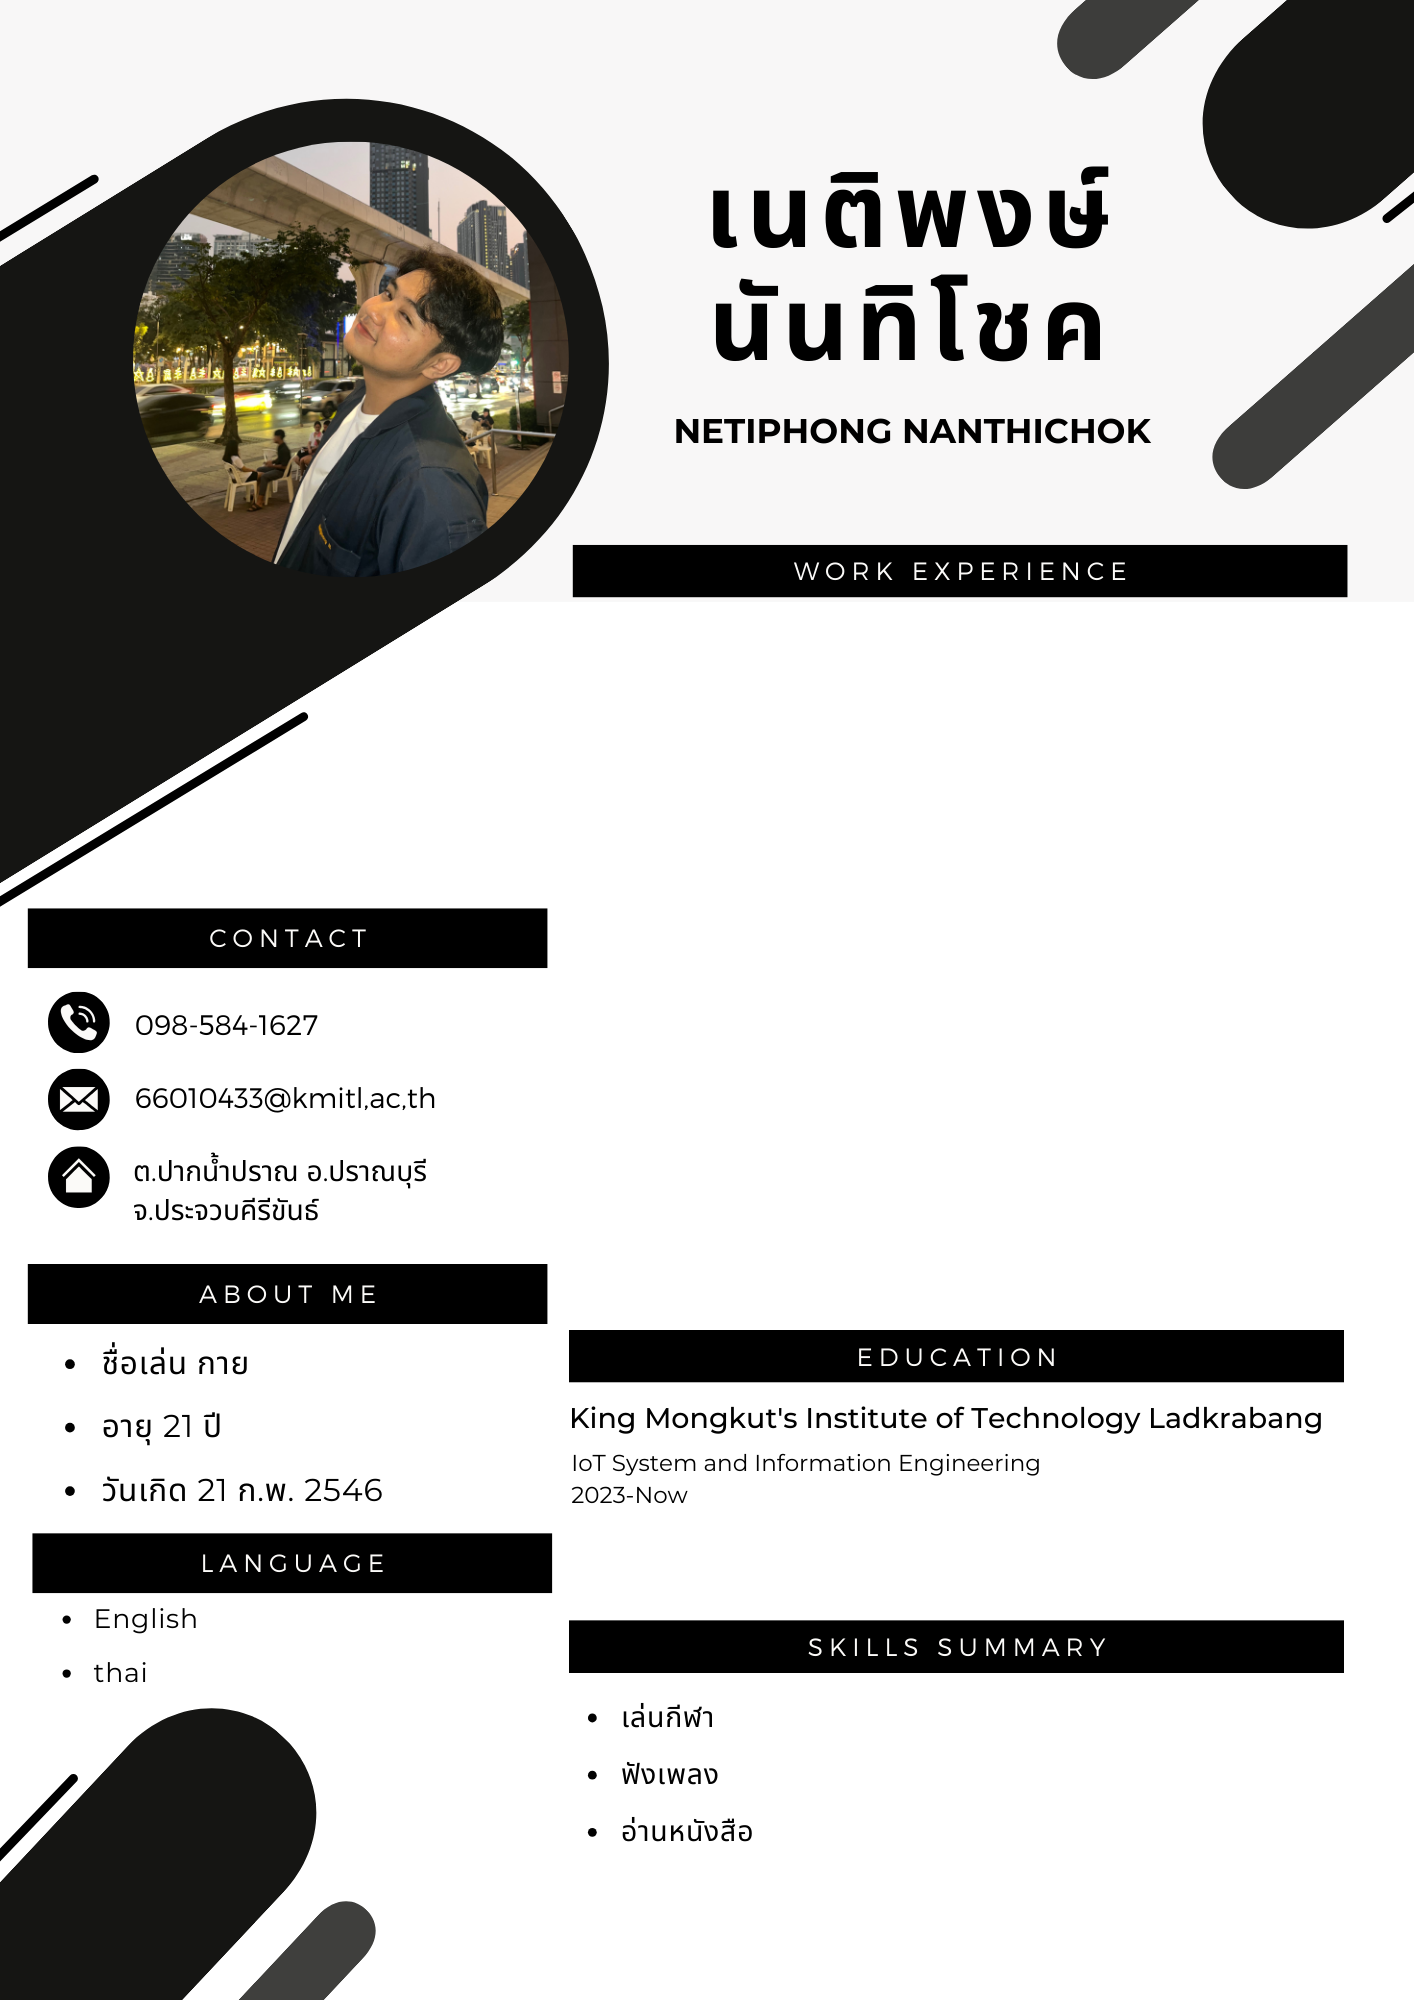 เนติพงษ์
นันทิโชค
NETIPHONG NANTHICHOK
WORK EXPERIENCE
CONTACT
098-584-1627
66010433@kmitl,ac,th
ต.ปากน้ำปราณ อ.ปราณบุรี
จ.ประจวบคีรีขันธ์
ABOUT ME
• ชื่อเล่น กาย
• อายุ 21 ปี
• วันเกิด 21 ก.พ. 2546
LANGUAGE
• English
• thai
EDUCATION
King Mongkut's Institute of Technology Ladkrabang
IoT System and Information Engineering
2023-Now
SKILLS SUMMARY
• เล่นกีฬา
• ฟังเพลง
• อ่านหนังสือ